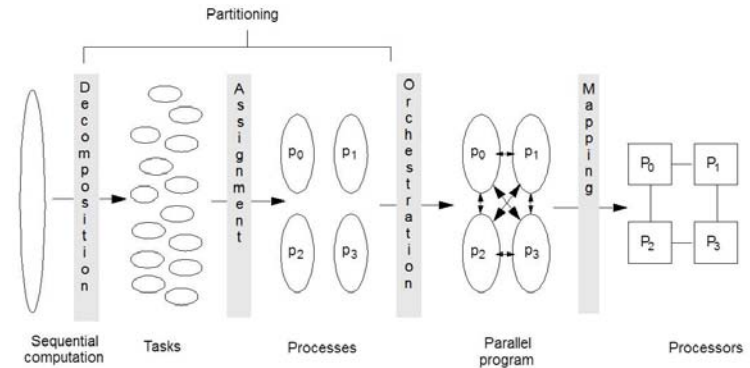 Partitioning
Decomposition
Assignment
Orchestration
Mapping
p0 p1
p2 p3
p0 p1
p2 p3
P0 P1
P2 P3
Sequential
computation
Tasks
Processes
Parallel
program
Processors